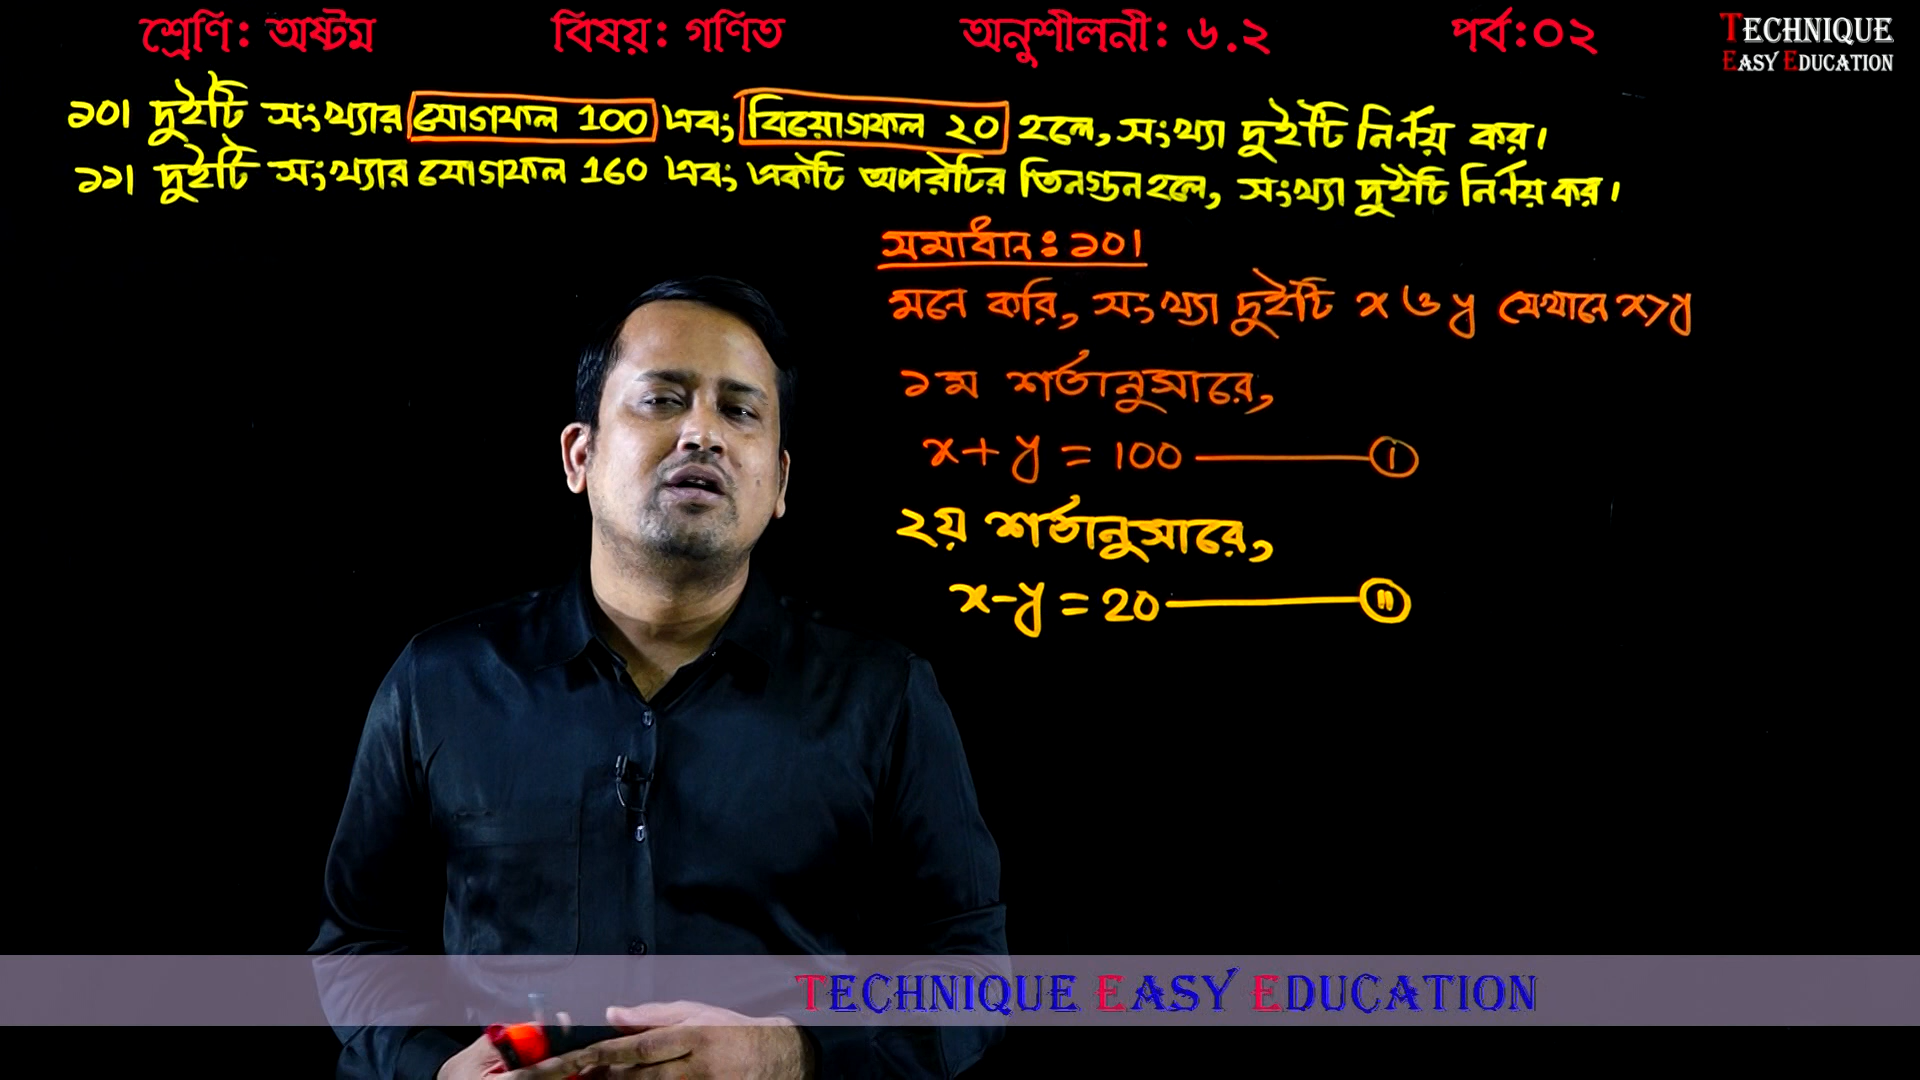 শ্রেণি: অষ্টম বিষয়: গণিত অনুশীলনী: ৬.২ পর্ব:০২
TECHNIQUE
EASY EDUCATION
১০। দুইটি সংখ্যার যোগফল 100 এবং বিয়োগফল ২০ হলে, সংখ্যা দুইটি নির্নয় কর।
১১। দুইটি সংখ্যার যোগফল 160 এবং একটি অপরটির তিনগুন হলে, সংখ্যা দুইটি নির্নয় কর।
সমাধান: ১০।
মনে করি, সংখ্যা দুইটি x ও y যেখানে x>y
১ম শর্তানুসারে,
x+y = 100 —— (i)
২য় শর্তানুসারে,
x-y = 20 —— (ii)
TECHNIQUE EASY EDUCATION